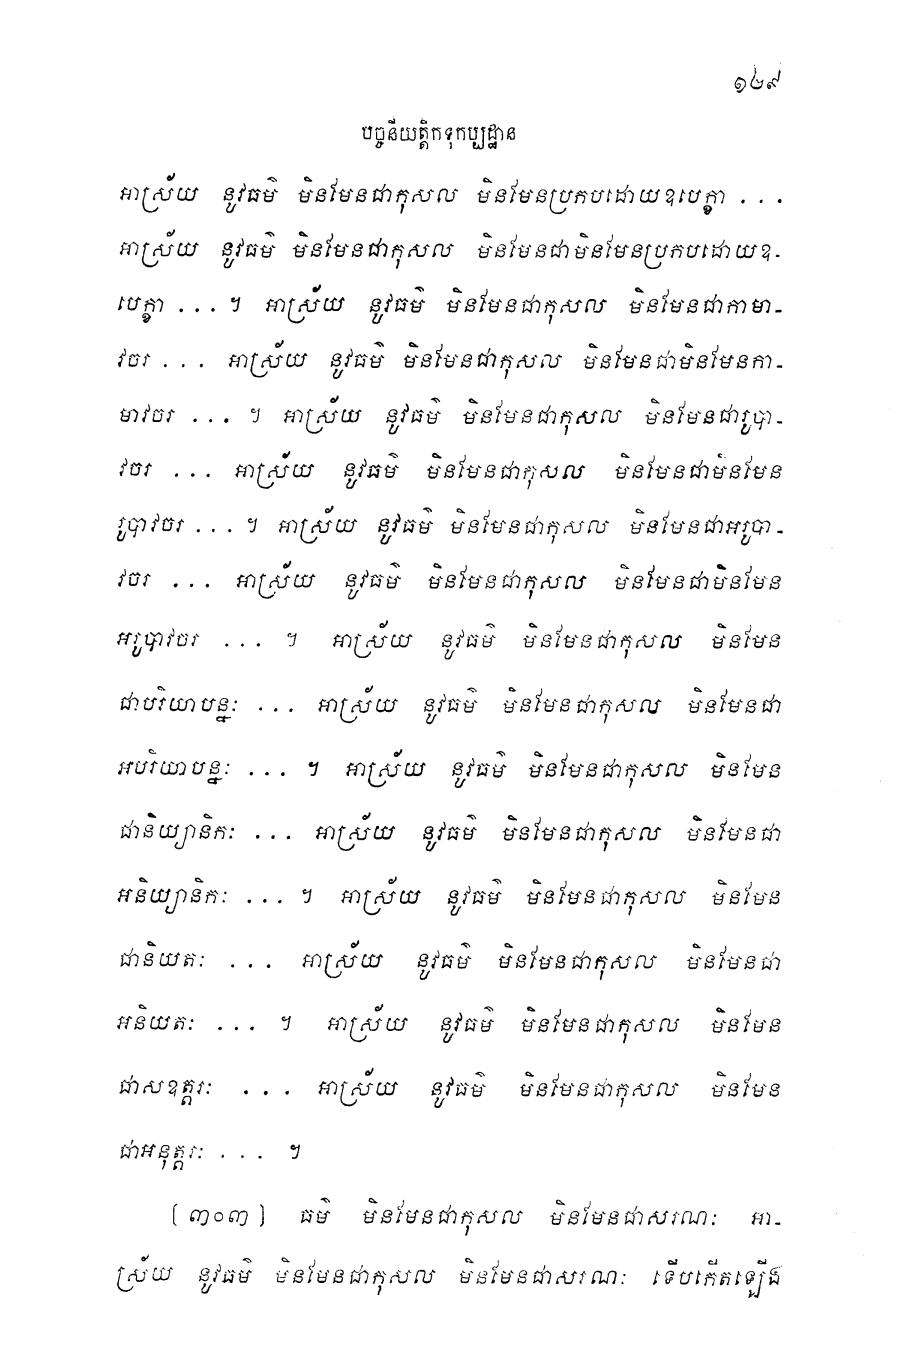 ១២៩
បច្ចនីយត្តិកទុកប្បដ្ឋាន
អាស្រ័យ នូវធម៌ មិនមែនជាកុសល មិនមែនប្រកបដោយឧបេក្ខា . . .
អាស្រ័យ នូវធម៌ មិនមែនជាកុសល មិនមែនជាមិនមែនប្រកបដោយឧ-
បេក្ខា . . . ។ អាស្រ័យ នូវធម៌ មិនមែនជាកុសល មិនមែនជាកាមា-
វចរ . . . អាស្រ័យ នូវធម៌ មិនមែនជាកុសល មិនមែនជាមិនមែនកា-
មាវចរ . . . ។ អាស្រ័យ នូវធម៌ មិនមែនជាកុសល មិនមែនជារូបា-
វចរ . . . អាស្រ័យ នូវធម៌ មិនមែនជាកុសល មិនមែនជាមិនមែន
រូបាវចរ . . . ។ អាស្រ័យ នូវធម៌ មិនមែនជាកុសល មិនមែនជាអរូបា-
វចរ . . . អាស្រ័យ នូវធម៌ មិនមែនជាកុសល មិនមែនជាមិនមែន
អរូបាវចរ . . . ។ អាស្រ័យ នូវធម៌ មិនមែនជាកុសល មិនមែន
ជាបរិយាបន្នៈ . . . អាស្រ័យ នូវធម៌ មិនមែនជាកុសល មិនមែនជា
អបរិយាបន្នៈ . . . ។ អាស្រ័យ នូវធម៌ មិនមែនជាកុសល មិនមែន
ជានិយ្យានិកៈ . . . អាស្រ័យ នូវធម៌ មិនមែនជាកុសល មិនមែនជា
អនិយ្យានិកៈ . . . ។ អាស្រ័យ នូវធម៌ មិនមែនជាកុសល មិនមែន
ជានិយតៈ . . . អាស្រ័យ នូវធម៌ មិនមែនជាកុសល មិនមែនជា
អនិយតៈ . . . ។ អាស្រ័យ នូវធម៌ មិនមែនជាកុសល មិនមែន
ជាសឧត្តរៈ . . . អាស្រ័យ នូវធម៌ មិនមែនជាកុសល មិនមែន
ជាអនុត្តរៈ . . . ។
[៣០៣] ធម៌ មិនមែនជាកុសល មិនមែនជាសរណៈ អា-
ស្រ័យ នូវធម៌ មិនមែនជាកុសល មិនមែនជាសរណៈ ទើបកើតឡើង